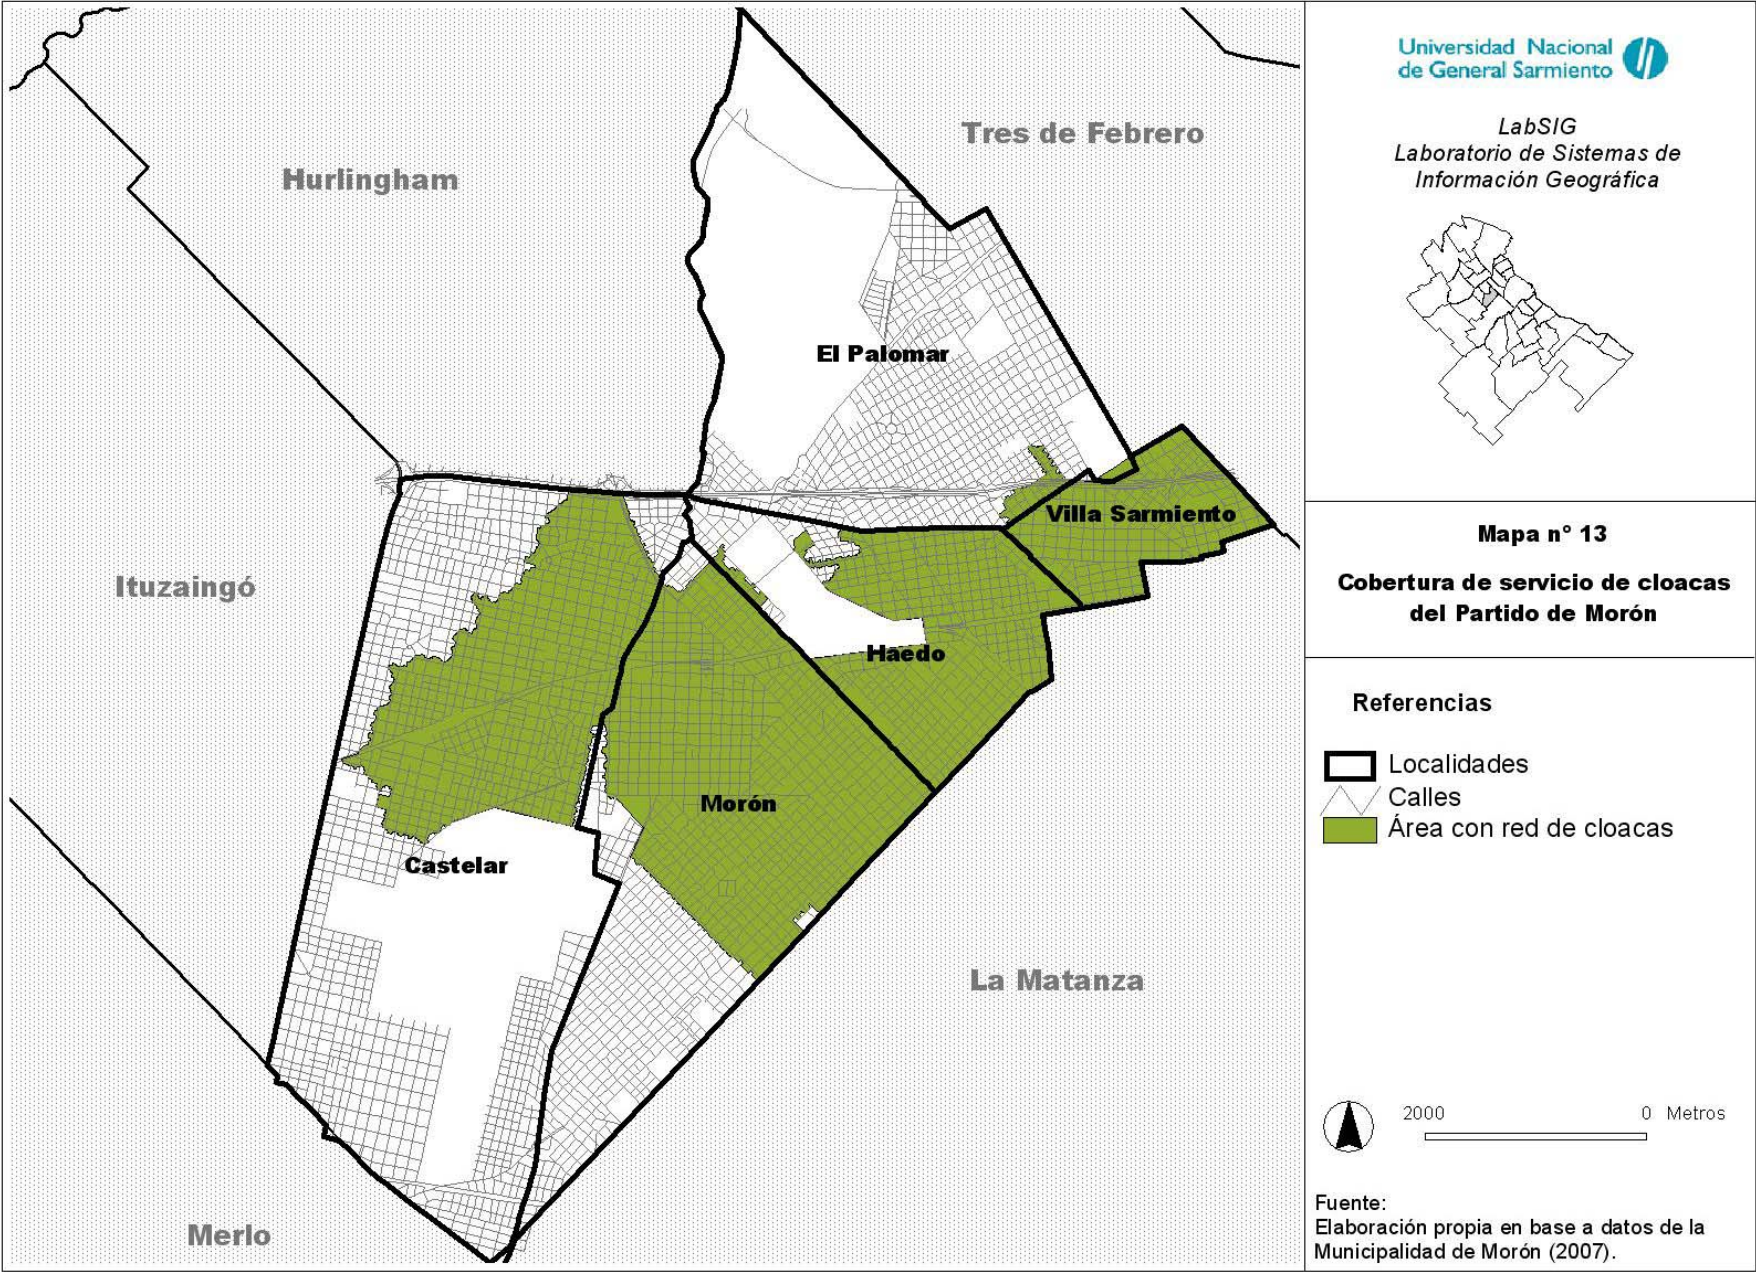 Hurlingham
Tres de Febrero
El Palomar
Villa Sarmiento
Ituzaingó
Haedo
Morón
Castelar
La Matanza
Merlo
Universidad Nacional
de General Sarmiento
LabSIG
Laboratorio de Sistemas de
Información Geográfica
Mapa n° 13
Cobertura de servicio de cloacas
del Partido de Morón
Referencias
Localidades
Calles
Área con red de cloacas
2000 0 Metros
Fuente:
Elaboración propia en base a datos de la
Municipalidad de Morón (2007).